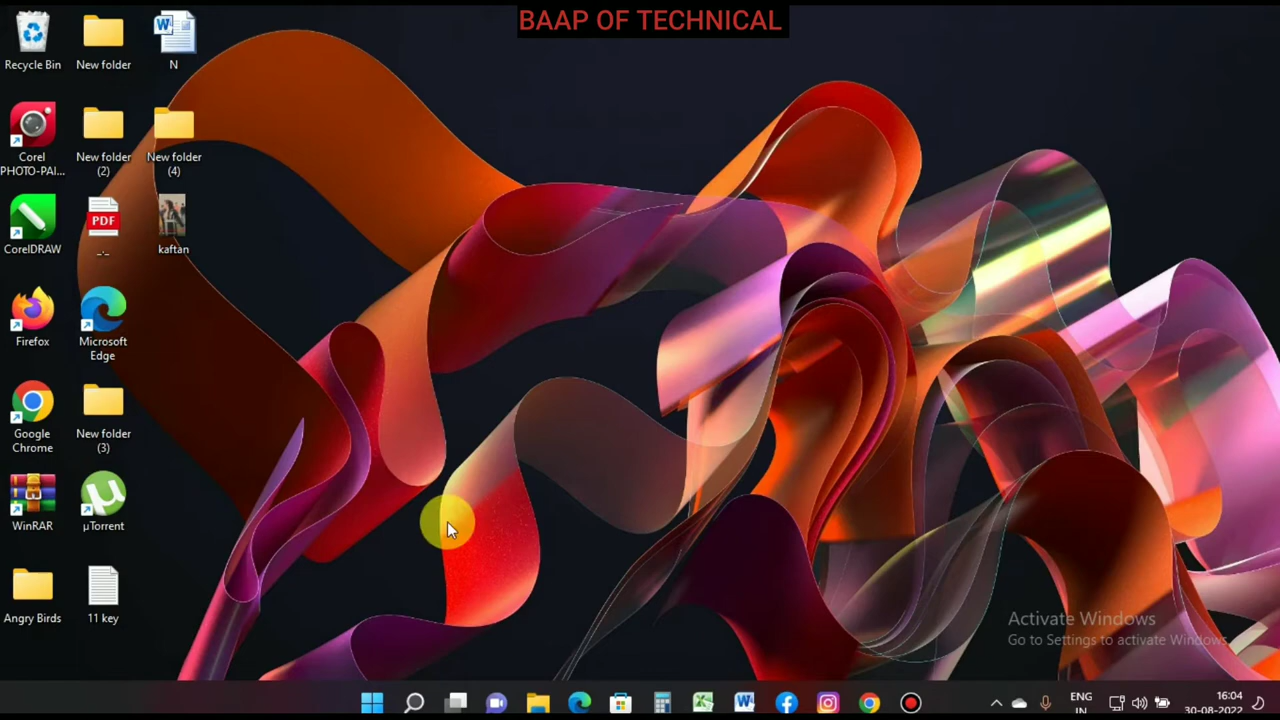 BAAP OF TECHNICAL
Recycle Bin
New folder
N
Corel
PHOTO-PAI...
New folder
(2)
New folder
(4)
CorelDRAW
PDF
_-_
kaftan
Firefox
Microsoft
Edge
Google
Chrome
New folder
(3)
WinRAR
µTorrent
Angry Birds
11 key
Activate Windows
Go to Settings to activate Windows.
ENG
IN
16:04
30-08-2022